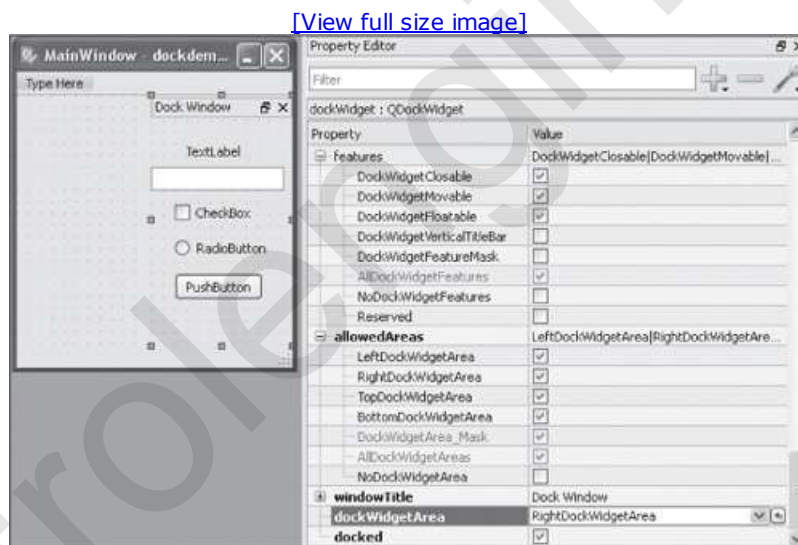 [View full size image]
MainWindow - dockdem...
Type Here
Dock Window
TextLabel
CheckBox
RadioButton
PushButton
Property Editor
Filter
dockWidget : QDockWidget
Property Value
features DockWidgetClosable|DockWidgetMovable|...
DockWidgetClosable
DockWidgetMovable
DockWidgetFloatable
DockWidgetVerticalTitleBar
DockWidgetFeatureMask
AllDockWidgetFeatures
NoDockWidgetFeatures
Reserved
allowedAreas LeftDockWidgetArea|RightDockWidgetAre...
LeftDockWidgetArea
RightDockWidgetArea
TopDockWidgetArea
BottomDockWidgetArea
DockWidgetArea_Mask
AllDockWidgetAreas
NoDockWidgetArea
windowTitle Dock Window
dockWidgetArea RightDockWidgetArea
docked